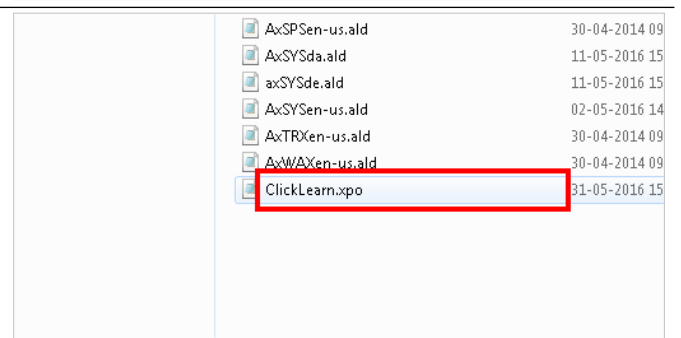 AxSPSen-us.ald 30-04-2014 09
AxSYSda.ald 11-05-2016 15
axSYSde.ald 11-05-2016 15
AxSYSen-us.ald 02-05-2016 14
AxTRXen-us.ald 30-04-2014 09
AxWAXen-us.ald 30-04-2014 09
ClickLearn.xpo 31-05-2016 15